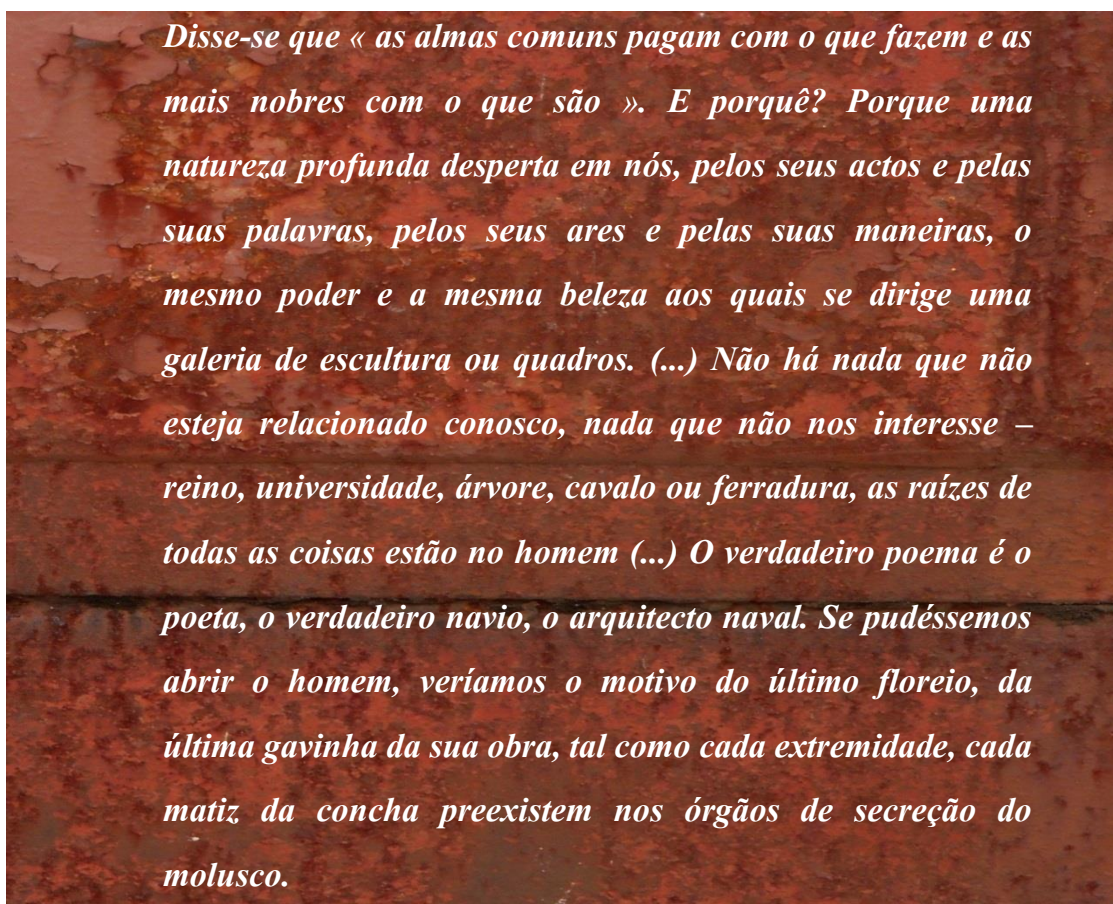 Disse-se que « as almas comuns pagam com o que fazem e as
mais nobres com o que são ». E porquê? Porque uma
natureza profunda desperta em nós, pelos seus actos e pelas
suas palavras, pelos seus ares e pelas suas maneiras, o
mesmo poder e a mesma beleza aos quais se dirige uma
galeria de escultura ou quadros. (...) Não há nada que não
esteja relacionado conosco, nada que não nos interesse –
reino, universidade, árvore, cavalo ou ferradura, as raízes de
todas as coisas estão no homem (...) O verdadeiro poema é o
poeta, o verdadeiro navio, o arquitecto naval. Se pudéssemos
abrir o homem, veríamos o motivo do último floreio, da
última gavinha da sua obra, tal como cada extremidade, cada
matiz da concha preexistem nos órgãos de secreção do
molusco.